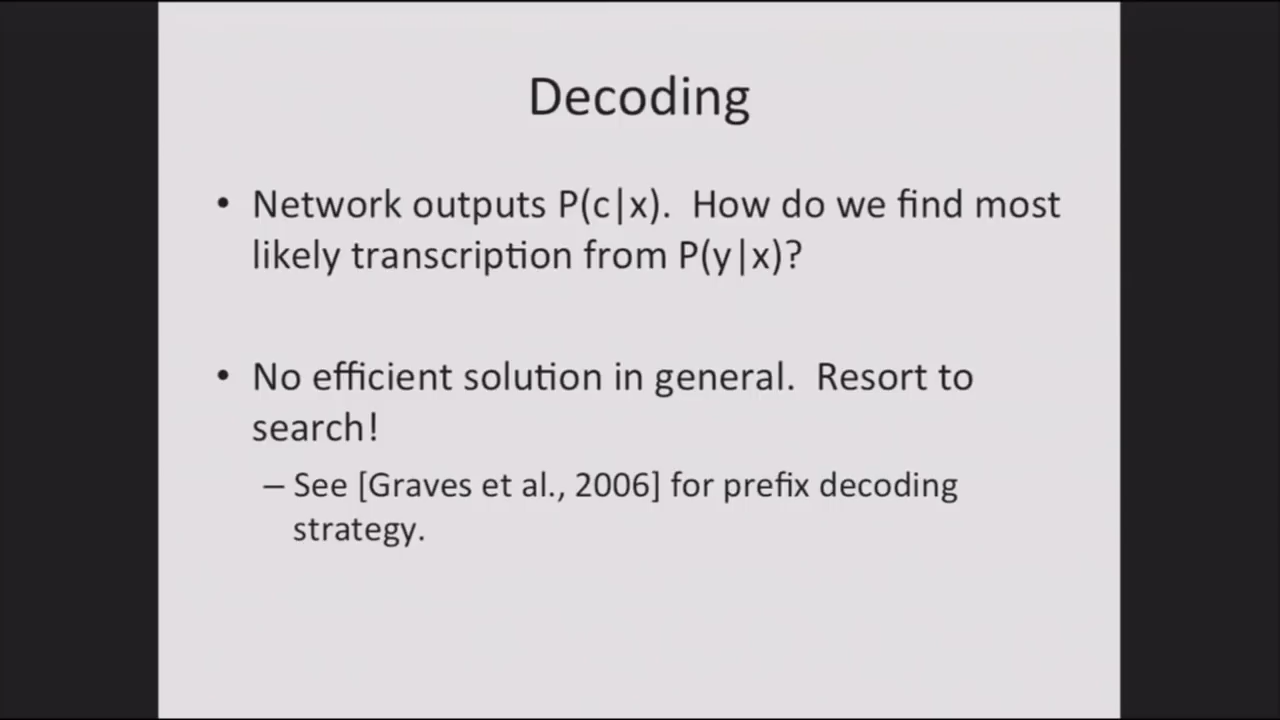 Decoding
• Network outputs P(c|x).  How do we find most
likely transcription from P(y|x)?
• No efficient solution in general.  Resort to
search!
– See [Graves et al., 2006] for prefix decoding
strategy.